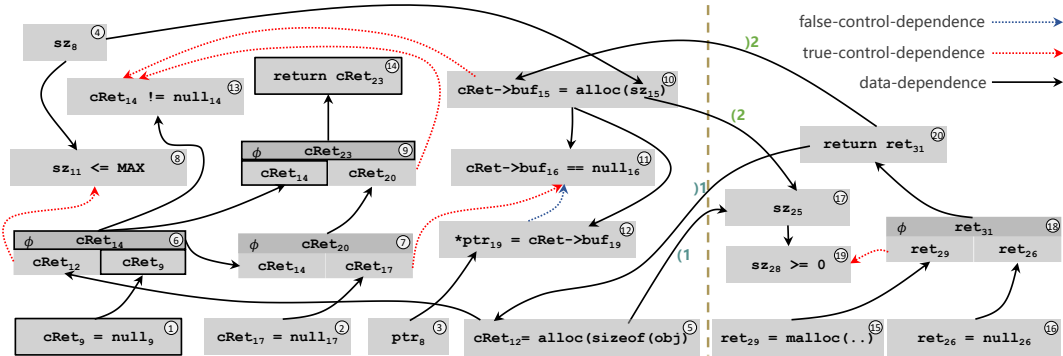 false-control-dependence
true-control-dependence
data-dependence
sz8 ④
cRet14 != null14 ⑬
return cRet23 ⑭
cRet->buf15 = alloc(sz15) ⑩
)2
(2
return ret31 ⑳
sz11 <= MAX ⑧
ϕ cRet23 ⑨
cRet14 cRet20
cRet->buf16 == null16 ⑪
)1
(1
sz25 ⑰
ϕ cRet14 ⑥
cRet12 cRet9
ϕ cRet20 ⑦
cRet14 cRet17
*ptr19 = cRet->buf19 ⑫
sz28 >= 0 ⑲
ϕ ret31 ⑱
ret29 ret26
cRet9 = null9 ①
cRet17 = null17 ②
ptr8 ③
cRet12= alloc(sizeof(obj) ⑤
ret29 = malloc(..) ⑮
ret26 = null26 ⑯